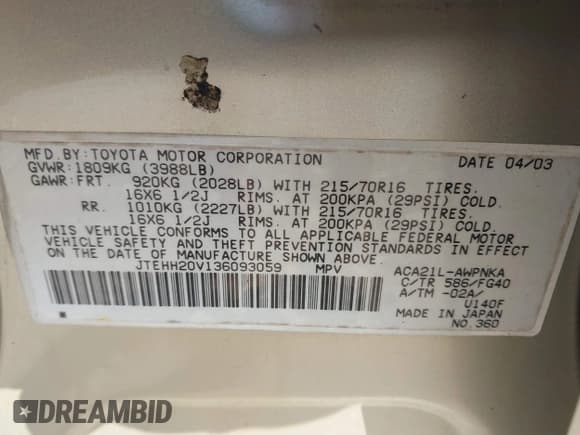 MFD.BY:TOYOTA MOTOR CORPORATION DATE 04/03
GVWR:1809KG (3988LB)
GAWR:FRT. 920KG (2028LB) WITH 215/70R16 TIRES.
16X6 1/2J RIMS. AT 200KPA (29PSI) COLD.
RR. 1010KG (2227LB) WITH 215/70R16 TIRES.
16X6 1/2J RIMS. AT 200KPA (29PSI) COLD.
THIS VEHICLE CONFORMS TO ALL APPLICABLE FEDERAL MOTOR
VEHICLE SAFETY AND THEFT PREVENTION STANDARDS IN EFFECT
ON THE DATE OF MANUFACTURE SHOWN ABOVE.
JTEHH20V136093059 MPV ACA21L-AWPNKA
C/TR 586/FG40
A/TM -02A/
U140F
MADE IN JAPAN
NO.360
DREAMBID